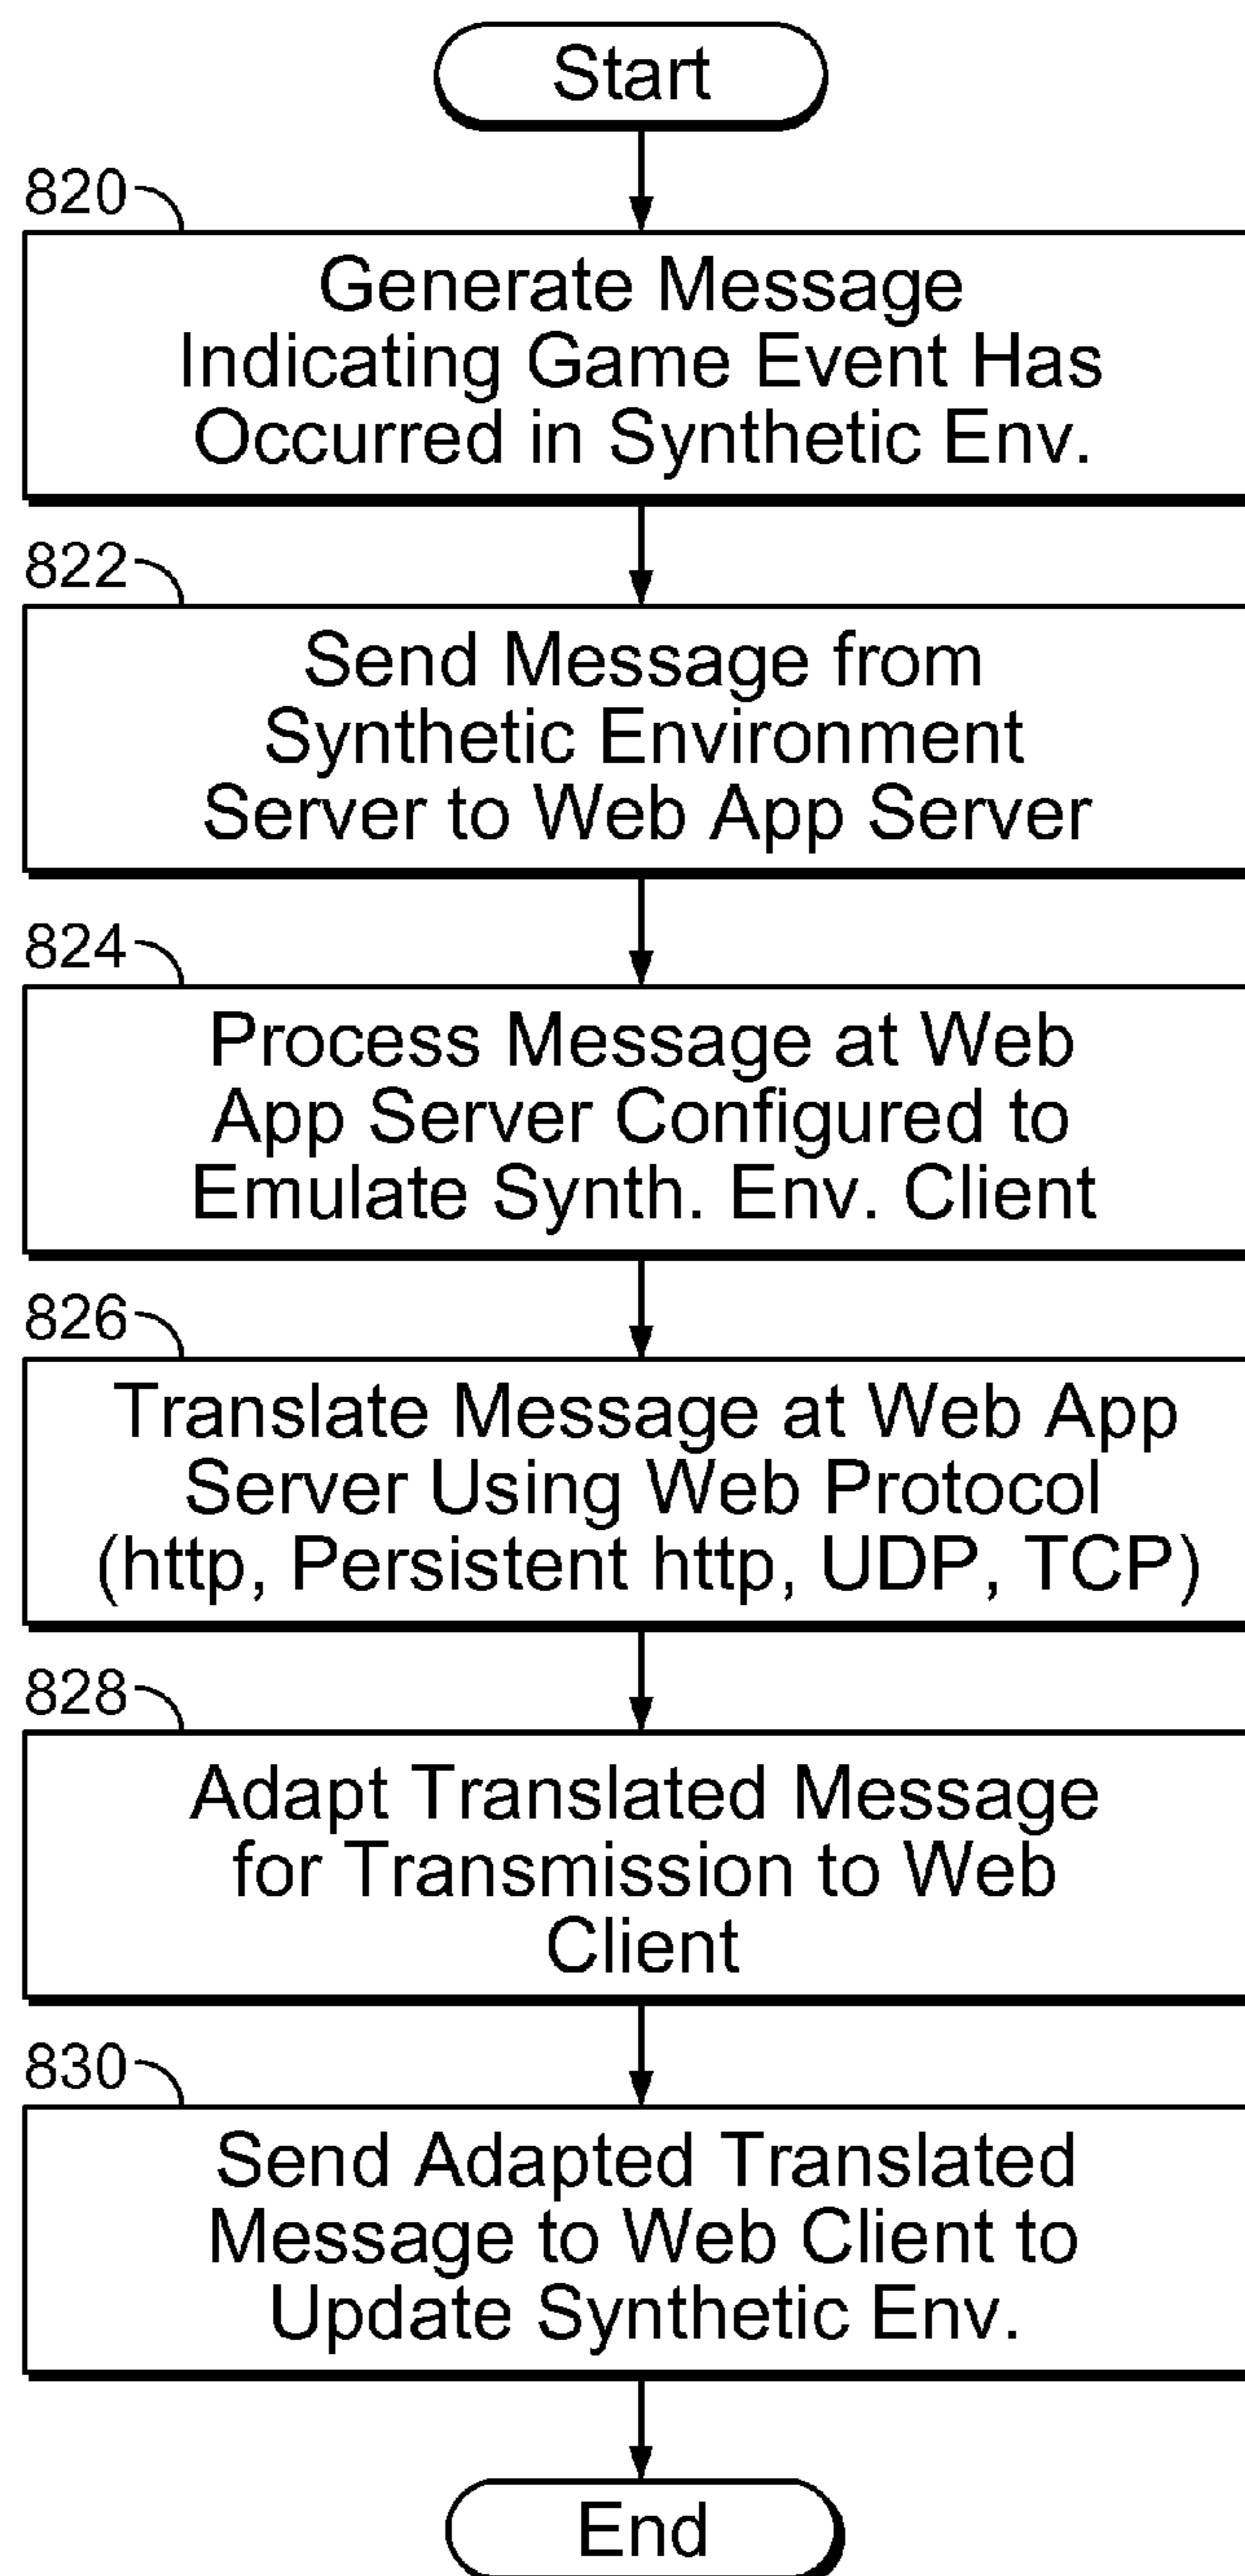 Start
820
Generate Message
Indicating Game Event Has
Occurred in Synthetic Env.
822
Send Message from
Synthetic Environment
Server to Web App Server
824
Process Message at Web
App Server Configured to
Emulate Synth. Env. Client
826
Translate Message at Web App
Server Using Web Protocol
(http, Persistent http, UDP, TCP)
828
Adapt Translated Message
for Transmission to Web
Client
830
Send Adapted Translated
Message to Web Client to
Update Synthetic Env.
End